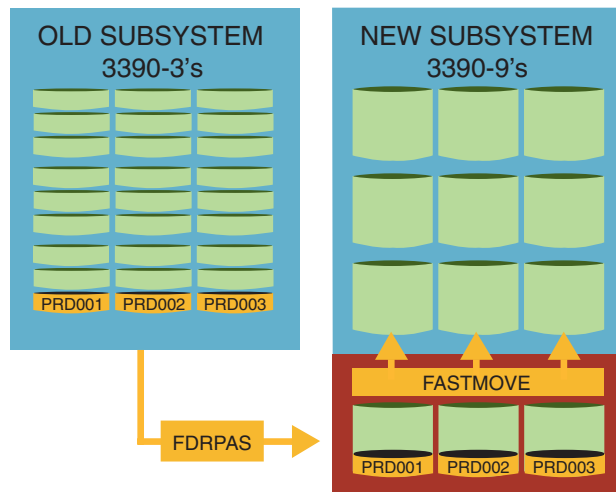 OLD SUBSYSTEM
3390-3's
PRD001 PRD002 PRD003
FDRPAS
NEW SUBSYSTEM
3390-9's
FASTMOVE
PRD001 PRD002 PRD003